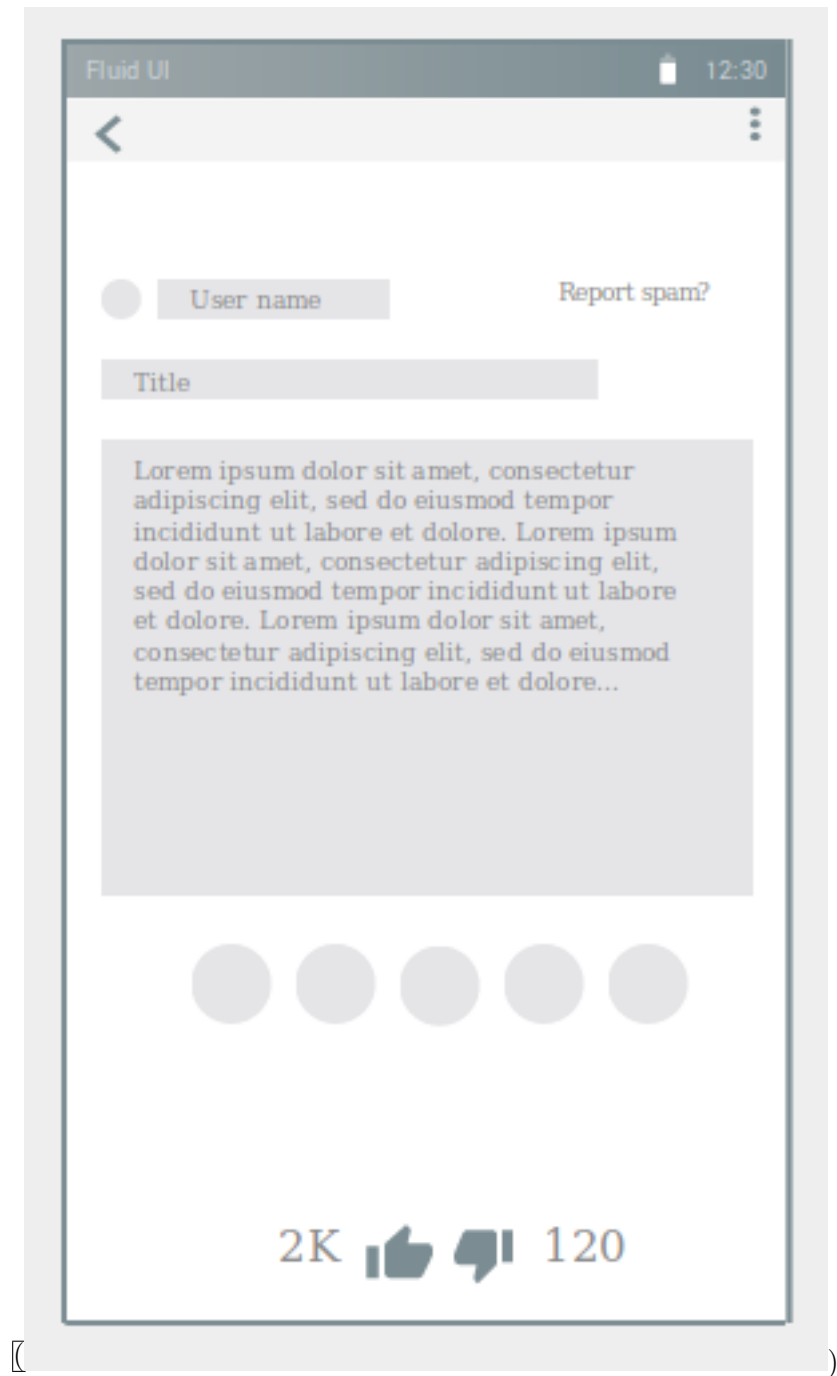 Fluid UI 12:30
User name Report spam?
Title
Lorem ipsum dolor sit amet, consectetur
adipiscing elit, sed do eiusmod tempor
incididunt ut labore et dolore. Lorem ipsum
dolor sit amet, consectetur adipiscing elit,
sed do eiusmod tempor incididunt ut labore
et dolore. Lorem ipsum dolor sit amet,
consectetur adipiscing elit, sed do eiusmod
tempor incididunt ut labore et dolore...
2K 120
( )